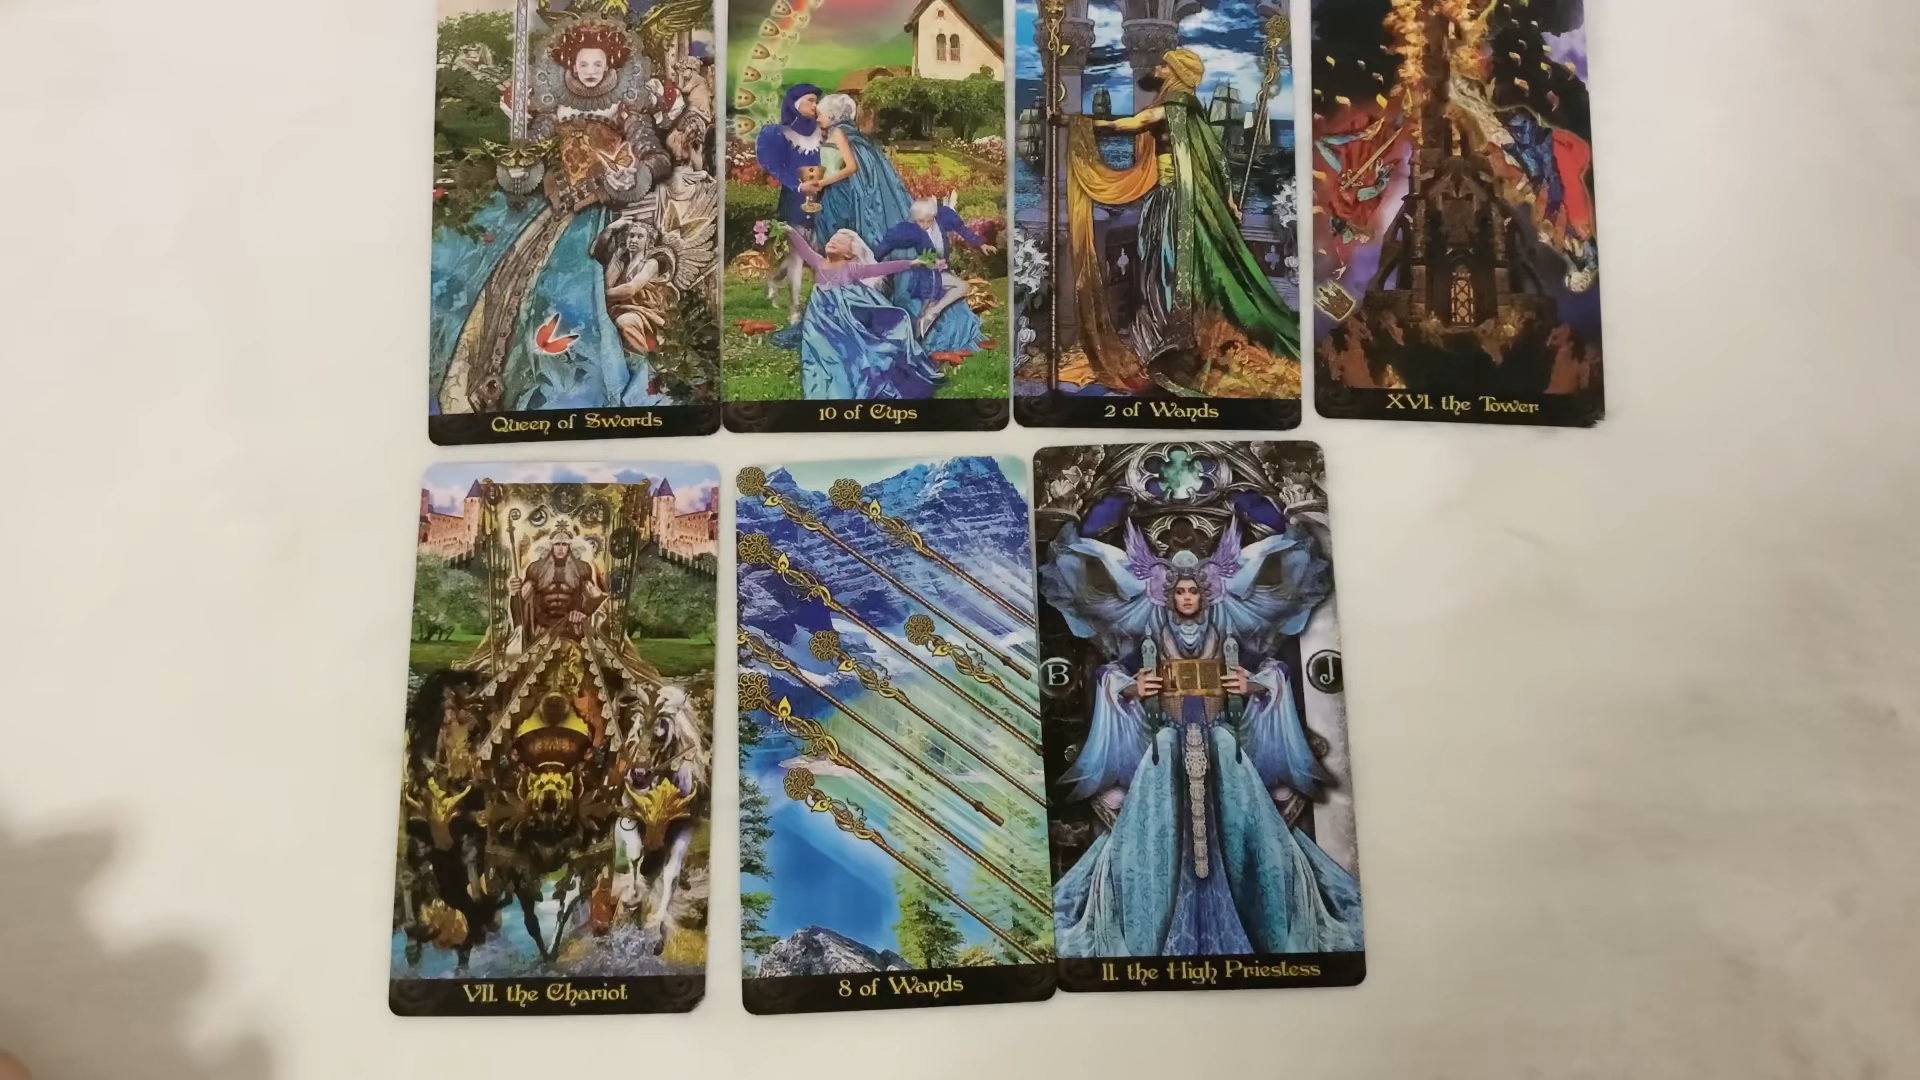 Queen of Swords
10 of Cups
2 of Wands
XVI. the Tower
B
J
VII. the Chariot
8 of Wands
II. the High Priestess